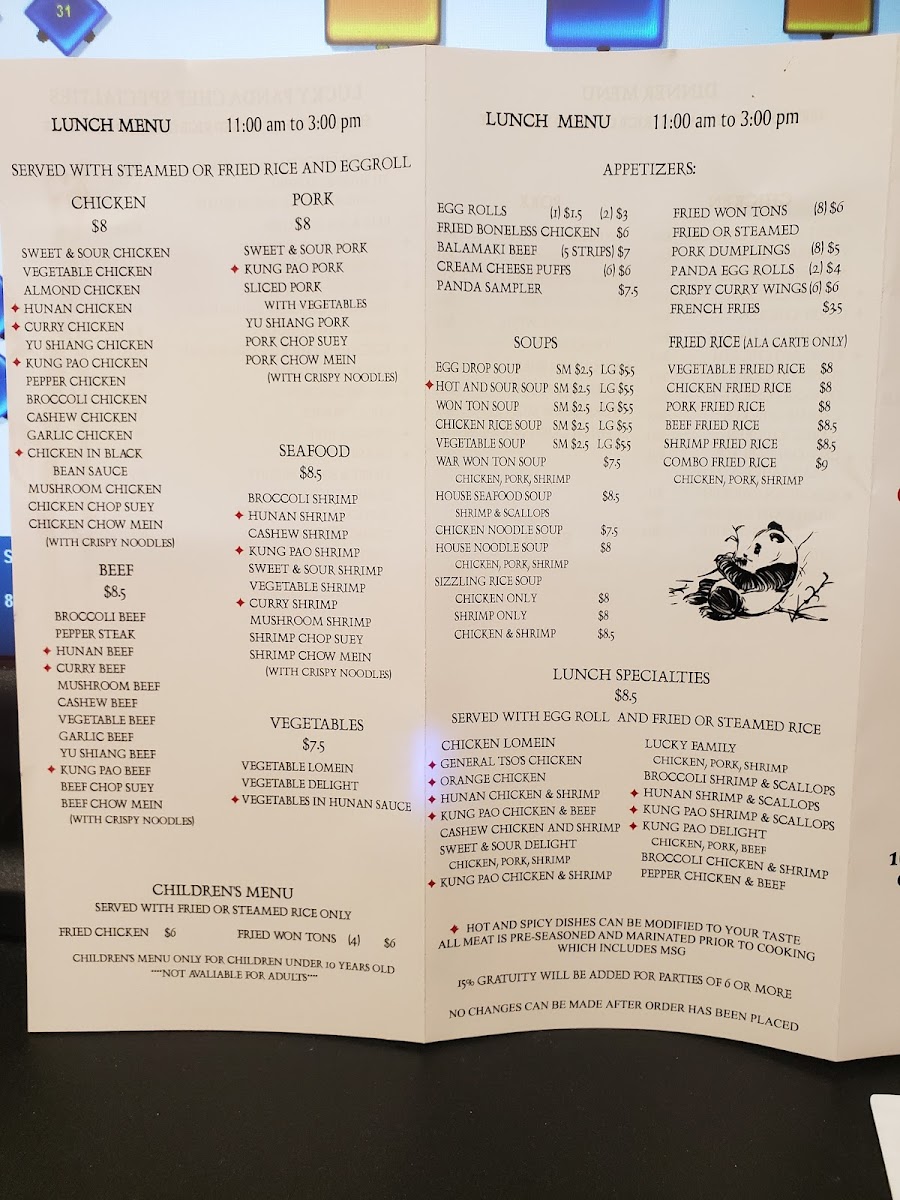 31
LUNCH MENU 11:00 am to 3:00 pm
SERVED WITH STEAMED OR FRIED RICE AND EGGROLL
CHICKEN
$8
SWEET & SOUR CHICKEN
VEGETABLE CHICKEN
ALMOND CHICKEN
HUNAN CHICKEN
CURRY CHICKEN
YU SHIANG CHICKEN
KUNG PAO CHICKEN
PEPPER CHICKEN
BROCCOLI CHICKEN
CASHEW CHICKEN
GARLIC CHICKEN
CHICKEN IN BLACK
BEAN SAUCE
MUSHROOM CHICKEN
CHICKEN CHOP SUEY
CHICKEN CHOW MEIN
(WITH CRISPY NOODLES)
BEEF
$8.5
BROCCOLI BEEF
PEPPER STEAK
HUNAN BEEF
CURRY BEEF
MUSHROOM BEEF
CASHEW BEEF
VEGETABLE BEEF
GARLIC BEEF
YU SHIANG BEEF
KUNG PAO BEEF
BEEF CHOP SUEY
BEEF CHOW MEIN
(WITH CRISPY NOODLES)
PORK
$8
SWEET & SOUR PORK
KUNG PAO PORK
SLICED PORK
WITH VEGETABLES
YU SHIANG PORK
PORK CHOP SUEY
PORK CHOW MEIN
(WITH CRISPY NOODLES)
SEAFOOD
$8.5
BROCCOLI SHRIMP
HUNAN SHRIMP
CASHEW SHRIMP
KUNG PAO SHRIMP
SWEET & SOUR SHRIMP
VEGETABLE SHRIMP
CURRY SHRIMP
MUSHROOM SHRIMP
SHRIMP CHOP SUEY
SHRIMP CHOW MEIN
(WITH CRISPY NOODLES)
VEGETABLES
$7.5
VEGETABLE LOMEIN
VEGETABLE DELIGHT
VEGETABLES IN HUNAN SAUCE
CHILDREN'S MENU
SERVED WITH FRIED OR STEAMED RICE ONLY
FRIED CHICKEN $6 FRIED WON TONS (4) $6
CHILDREN'S MENU ONLY FOR CHILDREN UNDER 10 YEARS OLD
****NOT AVALIABLE FOR ADULTS****
LUNCH MENU 11:00 am to 3:00 pm
APPETIZERS:
EGG ROLLS (1) $1.5 (2) $3
FRIED BONELESS CHICKEN $6
BALAMAKI BEEF (5 STRIPS) $7
CREAM CHEESE PUFFS (6) $6
PANDA SAMPLER $7.5
FRIED WON TONS (8) $6
FRIED OR STEAMED
PORK DUMPLINGS (8) $5
PANDA EGG ROLLS (2) $4
CRISPY CURRY WINGS (6) $6
FRENCH FRIES $3.5
SOUPS
EGG DROP SOUP SM $2.5 LG $5.5
HOT AND SOUR SOUP SM $2.5 LG $5.5
WON TON SOUP SM $2.5 LG $5.5
CHICKEN RICE SOUP SM $2.5 LG $5.5
VEGETABLE SOUP SM $2.5 LG $5.5
WAR WON TON SOUP $7.5
CHICKEN, PORK, SHRIMP
HOUSE SEAFOOD SOUP $8.5
SHRIMP & SCALLOPS
CHICKEN NOODLE SOUP $7.5
HOUSE NOODLE SOUP $8
CHICKEN, PORK, SHRIMP
SIZZLING RICE SOUP
CHICKEN ONLY $8
SHRIMP ONLY $8
CHICKEN & SHRIMP $8.5
FRIED RICE (ALA CARTE ONLY)
VEGETABLE FRIED RICE $8
CHICKEN FRIED RICE $8
PORK FRIED RICE $8
BEEF FRIED RICE $8.5
SHRIMP FRIED RICE $8.5
COMBO FRIED RICE $9
CHICKEN, PORK, SHRIMP
LUNCH SPECIALTIES
$8.5
SERVED WITH EGG ROLL AND FRIED OR STEAMED RICE
CHICKEN LOMEIN
GENERAL TSO'S CHICKEN
ORANGE CHICKEN
HUNAN CHICKEN & SHRIMP
KUNG PAO CHICKEN & BEEF
CASHEW CHICKEN AND SHRIMP
SWEET & SOUR DELIGHT
CHICKEN, PORK, SHRIMP
KUNG PAO CHICKEN & SHRIMP
LUCKY FAMILY
CHICKEN, PORK, SHRIMP
BROCCOLI SHRIMP & SCALLOPS
HUNAN SHRIMP & SCALLOPS
KUNG PAO SHRIMP & SCALLOPS
KUNG PAO DELIGHT
CHICKEN, PORK, BEEF
BROCCOLI CHICKEN & SHRIMP
PEPPER CHICKEN & BEEF
HOT AND SPICY DISHES CAN BE MODIFIED TO YOUR TASTE
ALL MEAT IS PRE-SEASONED AND MARINATED PRIOR TO COOKING
WHICH INCLUDES MSG
15% GRATUITY WILL BE ADDED FOR PARTIES OF 6 OR MORE
NO CHANGES CAN BE MADE AFTER ORDER HAS BEEN PLACED